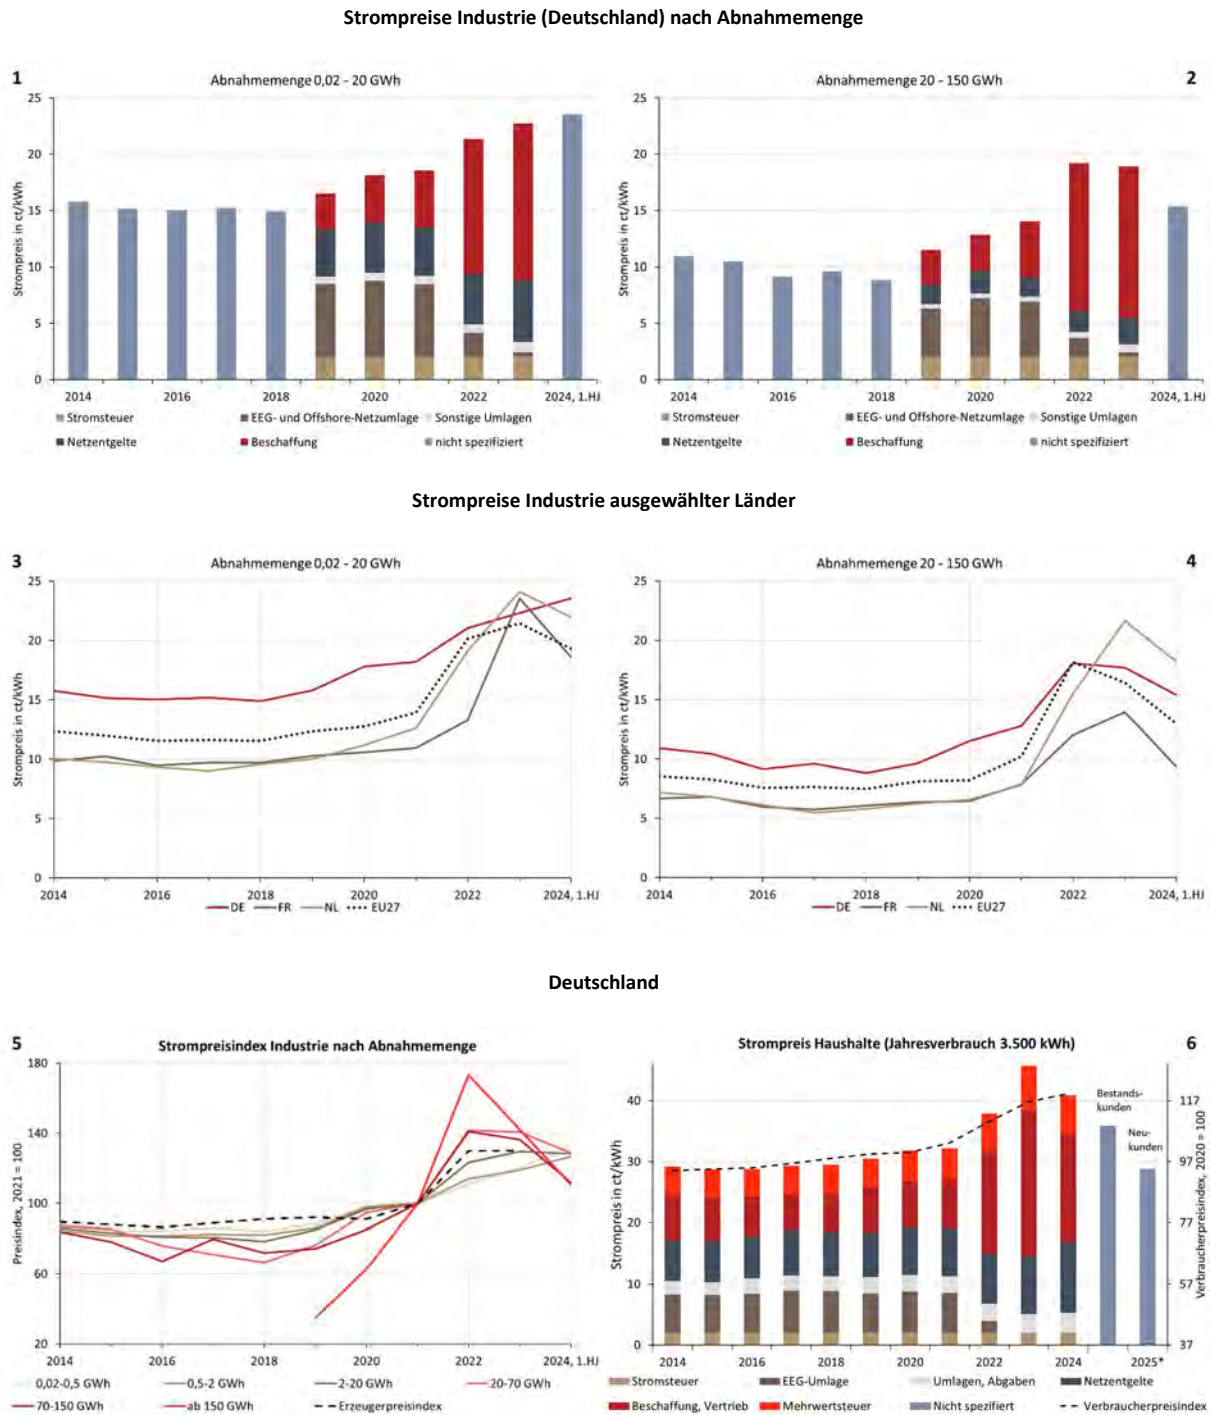 Strompreise Industrie (Deutschland) nach Abnahmemenge
1
Abnahmemenge 0,02 - 20 GWh
Strompreis in ct/kWh
25
20
15
10
5
0
2014
2016
2018
2020
2022
2024, 1.HJ
Stromsteuer
EEG- und Offshore-Netzumlage
Sonstige Umlagen
Netzentgelte
Beschaffung
nicht spezifiziert
Abnahmemenge 20 - 150 GWh
2
Strompreis in ct/kWh
25
20
15
10
5
0
2014
2016
2018
2020
2022
2024, 1.HJ
Stromsteuer
EEG- und Offshore-Netzumlage
Sonstige Umlagen
Netzentgelte
Beschaffung
nicht spezifiziert
Strompreise Industrie ausgewählter Länder
3
Abnahmemenge 0,02 - 20 GWh
Strompreis in ct/kWh
25
20
15
10
5
0
2014
2016
2018
2020
2022
2024, 1.HJ
DE
FR
NL
EU27
Abnahmemenge 20 - 150 GWh
4
Strompreis in ct/kWh
25
20
15
10
5
0
2014
2016
2018
2020
2022
2024, 1.HJ
DE
FR
NL
EU27
Deutschland
5
Strompreisindex Industrie nach Abnahmemenge
Preisindex, 2021 = 100
180
140
100
60
20
2014
2016
2018
2020
2022
2024, 1.HJ
0,02-0,5 GWh
0,5-2 GWh
2-20 GWh
20-70 GWh
70-150 GWh
ab 150 GWh
Erzeugerpreisindex
Strompreis Haushalte (Jahresverbrauch 3.500 kWh)
6
Strompreis in ct/kWh
40
30
20
10
0
Bestands-
kunden
Neu-
kunden
117
97
77
57
37
Verbraucherpreisindex, 2020 = 100
2014
2016
2018
2020
2022
2024
2025*
Stromsteuer
EEG-Umlage
Umlagen, Abgaben
Netzentgelte
Beschaffung, Vertrieb
Mehrwertsteuer
Nicht spezifiert
Verbraucherpreisindex